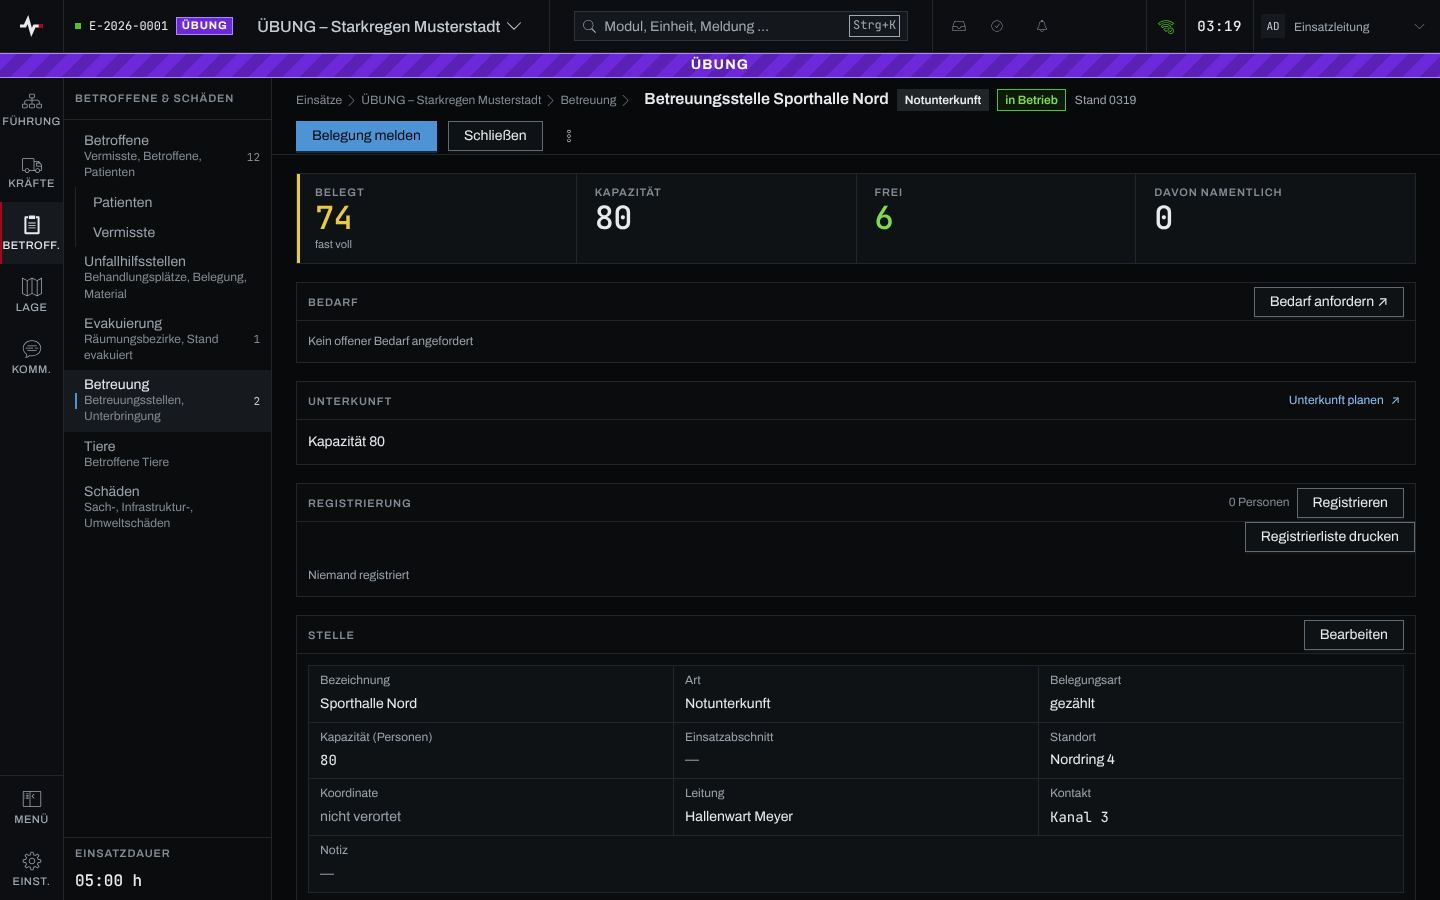 E-2026-0001 ÜBUNG ÜBUNG – Starkregen Musterstadt Modul, Einheit, Meldung ... Strg+K 03:19 AD Einsatzleitung
ÜBUNG
FÜHRUNG
KRÄFTE
BETROFF.
LAGE
KOMM.
MENÜ
EINST.
BETROFFENE & SCHÄDEN
Betroffene
Vermisste, Betroffene, 12
Patienten
Patienten
Vermisste
Unfallhilfsstellen
Behandlungsplätze, Belegung,
Material
Evakuierung
Räumungsbezirke, Stand 1
evakuiert
Betreuung
Betreuungsstellen, 2
Unterbringung
Tiere
Betroffene Tiere
Schäden
Sach-, Infrastruktur-,
Umweltschäden
EINSATZDAUER
05:00 h
Einsätze ÜBUNG – Starkregen Musterstadt Betreuung Betreuungsstelle Sporthalle Nord Notunterkunft in Betrieb Stand 0319
Belegung melden Schließen
BELEGT KAPAZITÄT FREI DAVON NAMENTLICH
74 80 6 0
fast voll
BEDARF Bedarf anfordern
Kein offener Bedarf angefordert
UNTERKUNFT Unterkunft planen
Kapazität 80
REGISTRIERUNG 0 Personen Registrieren
Registrierliste drucken
Niemand registriert
STELLE Bearbeiten
Bezeichnung Art Belegungsart
Sporthalle Nord Notunterkunft gezählt
Kapazität (Personen) Einsatzabschnitt Standort
80 — Nordring 4
Koordinate Leitung Kontakt
nicht verortet Hallenwart Meyer Kanal 3
Notiz
—